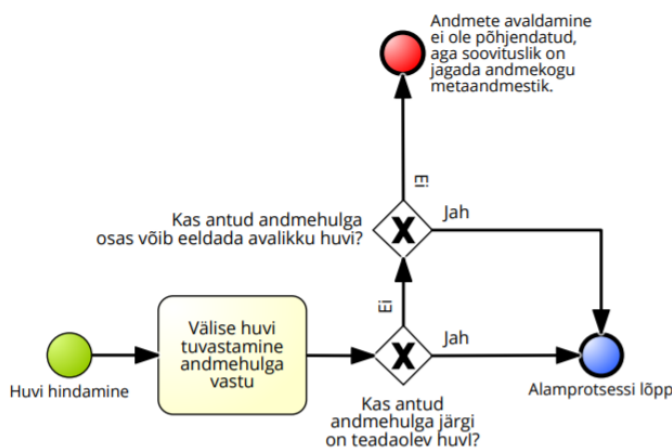 Andmete avaldamine
ei ole põhjendatud,
aga soovituslik on
jagada andmekogu
metaandmestik.
Ei
Kas antud andmehulga
osas võib eeldada avalikku huvi?
Jah
Ei
Välise huvi
tuvastamine
andmehulga
vastu
Jah
Huvi hindamine
Alamprotsessi lõpp
Kas antud
andmehulga järgi
on teadaolev huvl?